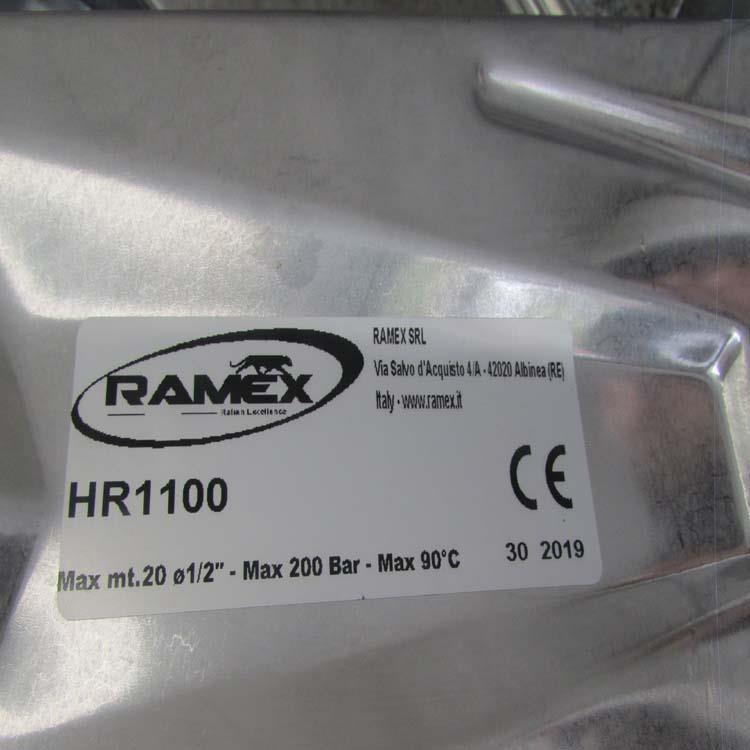 RAMEX
Italian Excellence
RAMEX SRL
Via Salvo d'Acquisto 4/A - 42020 Albinea (RE)
Italy - www.ramex.it
HR1100
CE
Max mt.20 ø1/2" - Max 200 Bar - Max 90°C
30 2019